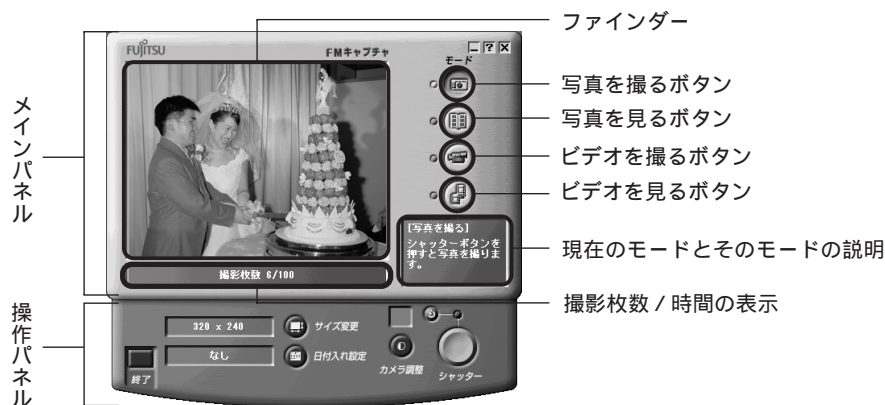 ファインダー
FUJITSU
FMキャプチャ
モード
写真を撮るボタン
写真を見るボタン
ビデオを撮るボタン
ビデオを見るボタン
メインパネル
[写真を撮る]
シャッターボタンを
押すと写真を撮りま
す。
現在のモードとそのモードの説明
撮影枚数 6/100
撮影枚数 / 時間の表示
操作パネル
320 x 240
サイズ変更
なし
日付入れ設定
終了
カメラ調整
シャッター